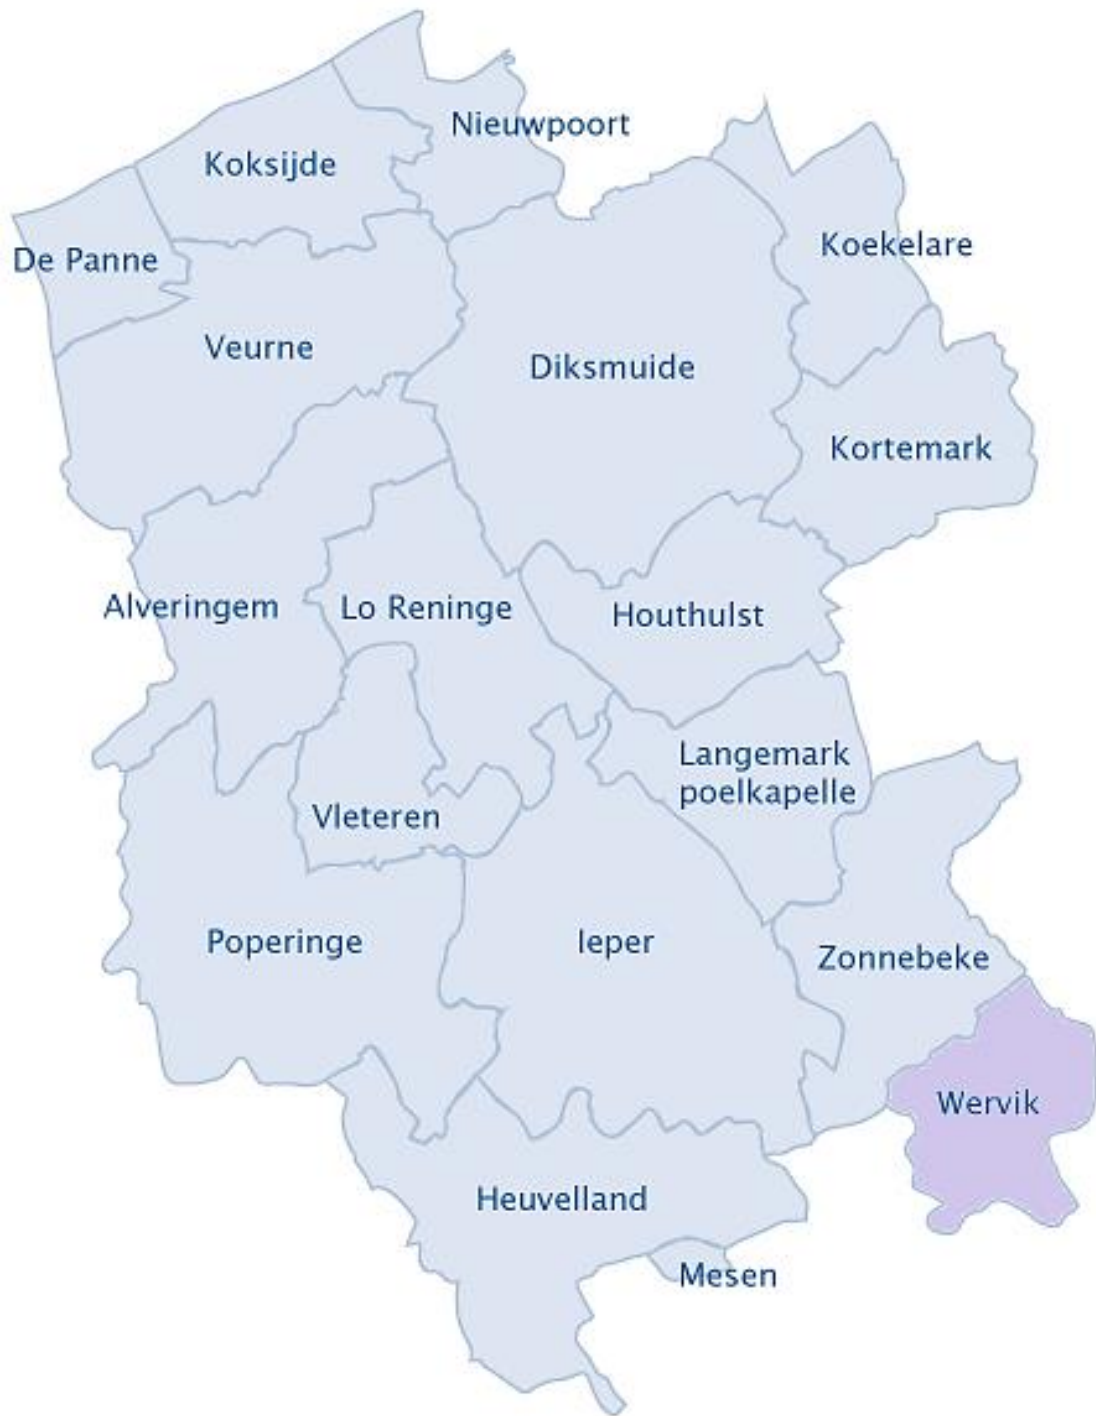 Nieuwpoort
Koksijde
Koekelare
De Panne
Veurne
Diksmuide
Kortemark
Alveringem
Lo Reninge
Houthulst
Langemark
poelkapelle
Vleteren
Poperinge
Ieper
Zonnebeke
Wervik
Heuvelland
Mesen